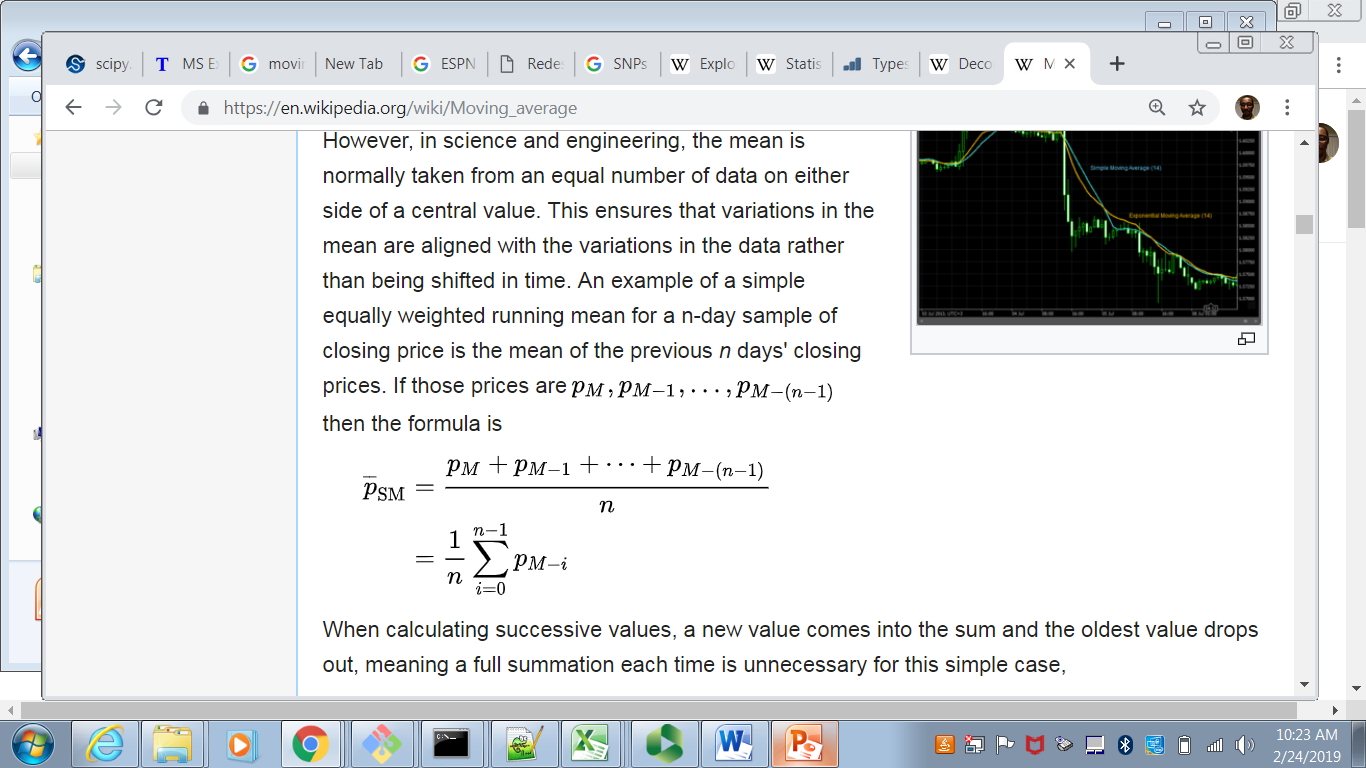 scipy.
MS E
movi
New Tab
ESPN
Rede
SNPs
Explo
Statis
Types
Deco
M
https://en.wikipedia.org/wiki/Moving_average
However, in science and engineering, the mean is
normally taken from an equal number of data on either
side of a central value. This ensures that variations in the
mean are aligned with the variations in the data rather
than being shifted in time. An example of a simple
equally weighted running mean for a n-day sample of
closing price is the mean of the previous n days' closing
prices. If those prices are p_M, p_{M−1}, . . . , p_{M−(n−1)}
then the formula is
p̄_SM = (p_M + p_{M−1} + ⋯ + p_{M−(n−1)}) / n
= 1/n ∑_{i=0}^{n−1} p_{M−i}
When calculating successive values, a new value comes into the sum and the oldest value drops
out, meaning a full summation each time is unnecessary for this simple case,
Simple Moving Average (14)
Exponential Moving Average (14)
10:23 AM
2/24/2019